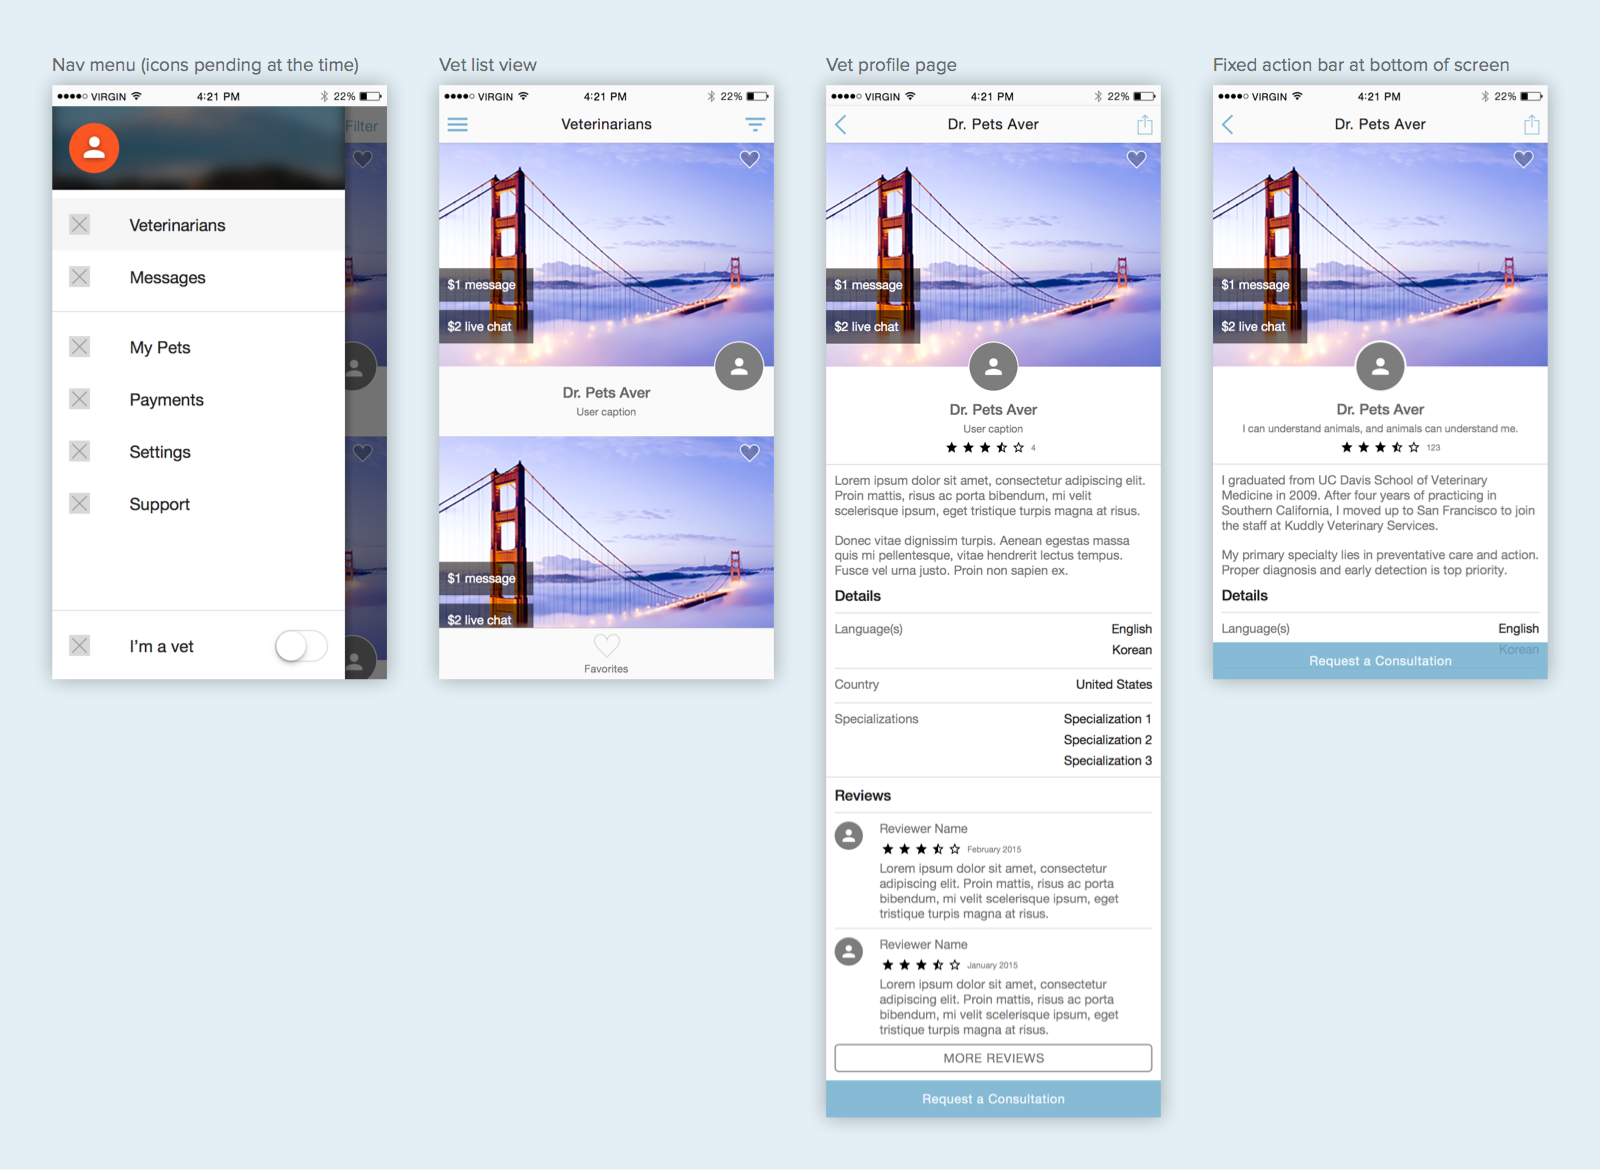 Nav menu (icons pending at the time)
VIRGIN 4:21 PM 22%
Filter
Veterinarians
Messages
My Pets
Payments
Settings
Support
I'm a vet
Vet list view
VIRGIN 4:21 PM 22%
Veterinarians
$1 message
$2 live chat
Dr. Pets Aver
User caption
$1 message
$2 live chat
Favorites
Vet profile page
VIRGIN 4:21 PM 22%
Dr. Pets Aver
$1 message
$2 live chat
Dr. Pets Aver
User caption
4
Lorem ipsum dolor sit amet, consectetur adipiscing elit.
Proin mattis, risus ac porta bibendum, mi velit
scelerisque ipsum, eget tristique turpis magna at risus.
Donec vitae dignissim turpis. Aenean egestas massa
quis mi pellentesque, vitae hendrerit lectus tempus.
Fusce vel urna justo. Proin non sapien ex.
Details
Language(s) English
Korean
Country United States
Specializations Specialization 1
Specialization 2
Specialization 3
Reviews
Reviewer Name
February 2015
Lorem ipsum dolor sit amet, consectetur
adipiscing elit. Proin mattis, risus ac porta
bibendum, mi velit scelerisque ipsum, eget
tristique turpis magna at risus.
Reviewer Name
January 2015
Lorem ipsum dolor sit amet, consectetur
adipiscing elit. Proin mattis, risus ac porta
bibendum, mi velit scelerisque ipsum, eget
tristique turpis magna at risus.
MORE REVIEWS
Request a Consultation
Fixed action bar at bottom of screen
VIRGIN 4:21 PM 22%
Dr. Pets Aver
$1 message
$2 live chat
Dr. Pets Aver
I can understand animals, and animals can understand me.
123
I graduated from UC Davis School of Veterinary
Medicine in 2009. After four years of practicing in
Southern California, I moved up to San Francisco to join
the staff at Kuddly Veterinary Services.
My primary specialty lies in preventative care and action.
Proper diagnosis and early detection is top priority.
Details
Language(s) English
Korean
Request a Consultation